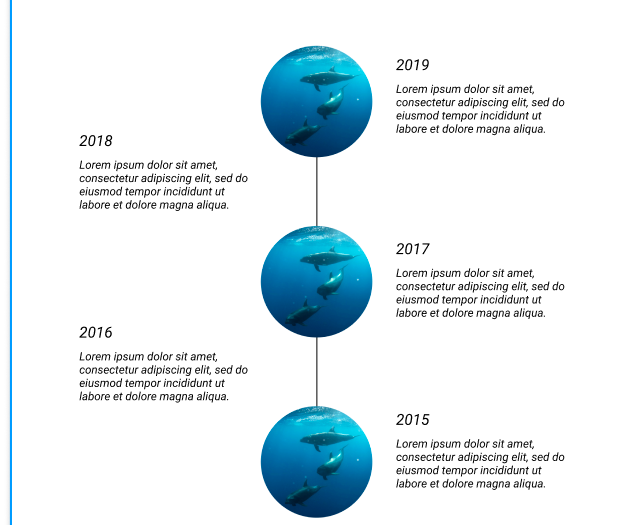 2019
Lorem ipsum dolor sit amet,
consectetur adipiscing elit, sed do
eiusmod tempor incididunt ut
labore et dolore magna aliqua.
2018
Lorem ipsum dolor sit amet,
consectetur adipiscing elit, sed do
eiusmod tempor incididunt ut
labore et dolore magna aliqua.
2017
Lorem ipsum dolor sit amet,
consectetur adipiscing elit, sed do
eiusmod tempor incididunt ut
labore et dolore magna aliqua.
2016
Lorem ipsum dolor sit amet,
consectetur adipiscing elit, sed do
eiusmod tempor incididunt ut
labore et dolore magna aliqua.
2015
Lorem ipsum dolor sit amet,
consectetur adipiscing elit, sed do
eiusmod tempor incididunt ut
labore et dolore magna aliqua.